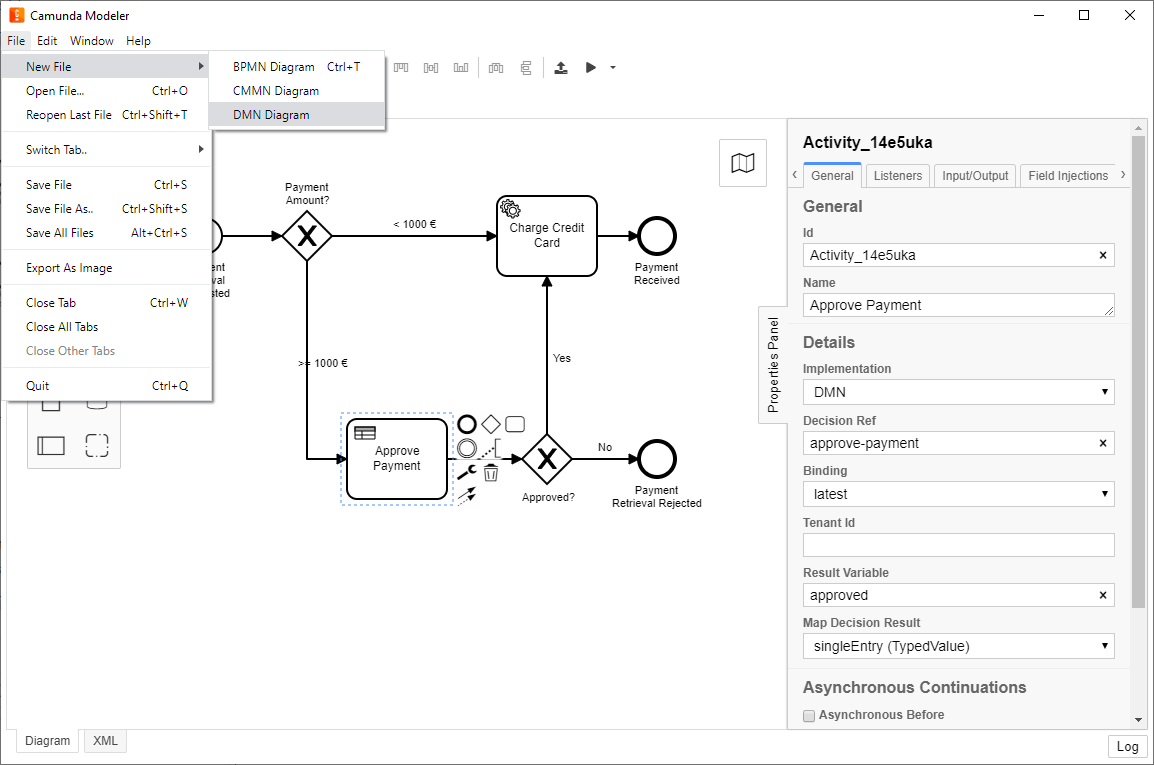 Camunda Modeler
File Edit Window Help
New File
Open File... Ctrl+O
Reopen Last File Ctrl+Shift+T
Switch Tab..
Save File Ctrl+S
Save File As.. Ctrl+Shift+S
Save All Files Alt+Ctrl+S
Export As Image
Close Tab Ctrl+W
Close All Tabs
Close Other Tabs
Quit Ctrl+Q
BPMN Diagram Ctrl+T
CMMN Diagram
DMN Diagram
Payment
Amount?
< 1000 €
>= 1000 €
Charge Credit
Card
Payment
Received
Yes
Approve
Payment
Approved?
No
Payment
Retrieval Rejected
Properties Panel
Activity_14e5uka
General Listeners Input/Output Field Injections
General
Id
Activity_14e5uka
Name
Approve Payment
Details
Implementation
DMN
Decision Ref
approve-payment
Binding
latest
Tenant Id
Result Variable
approved
Map Decision Result
singleEntry (TypedValue)
Asynchronous Continuations
Asynchronous Before
Diagram XML
Log